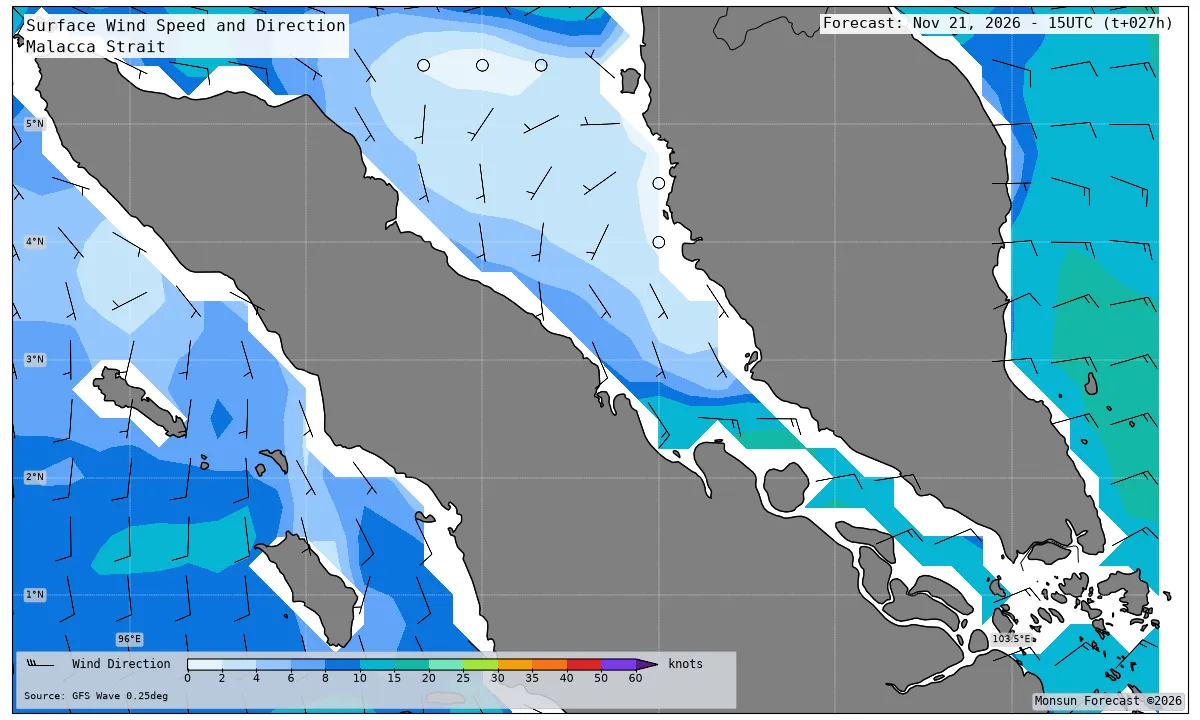 Surface Wind Speed and Direction
Malacca Strait
Forecast: Nov 21, 2026 - 15UTC (t+027h)
5°N
4°N
3°N
2°N
1°N
96°E
103.5°E
Wind Direction
knots
0 2 4 6 8 10 15 20 25 30 35 40 50 60
Source: GFS Wave 0.25deg
Monsun Forecast ©2026